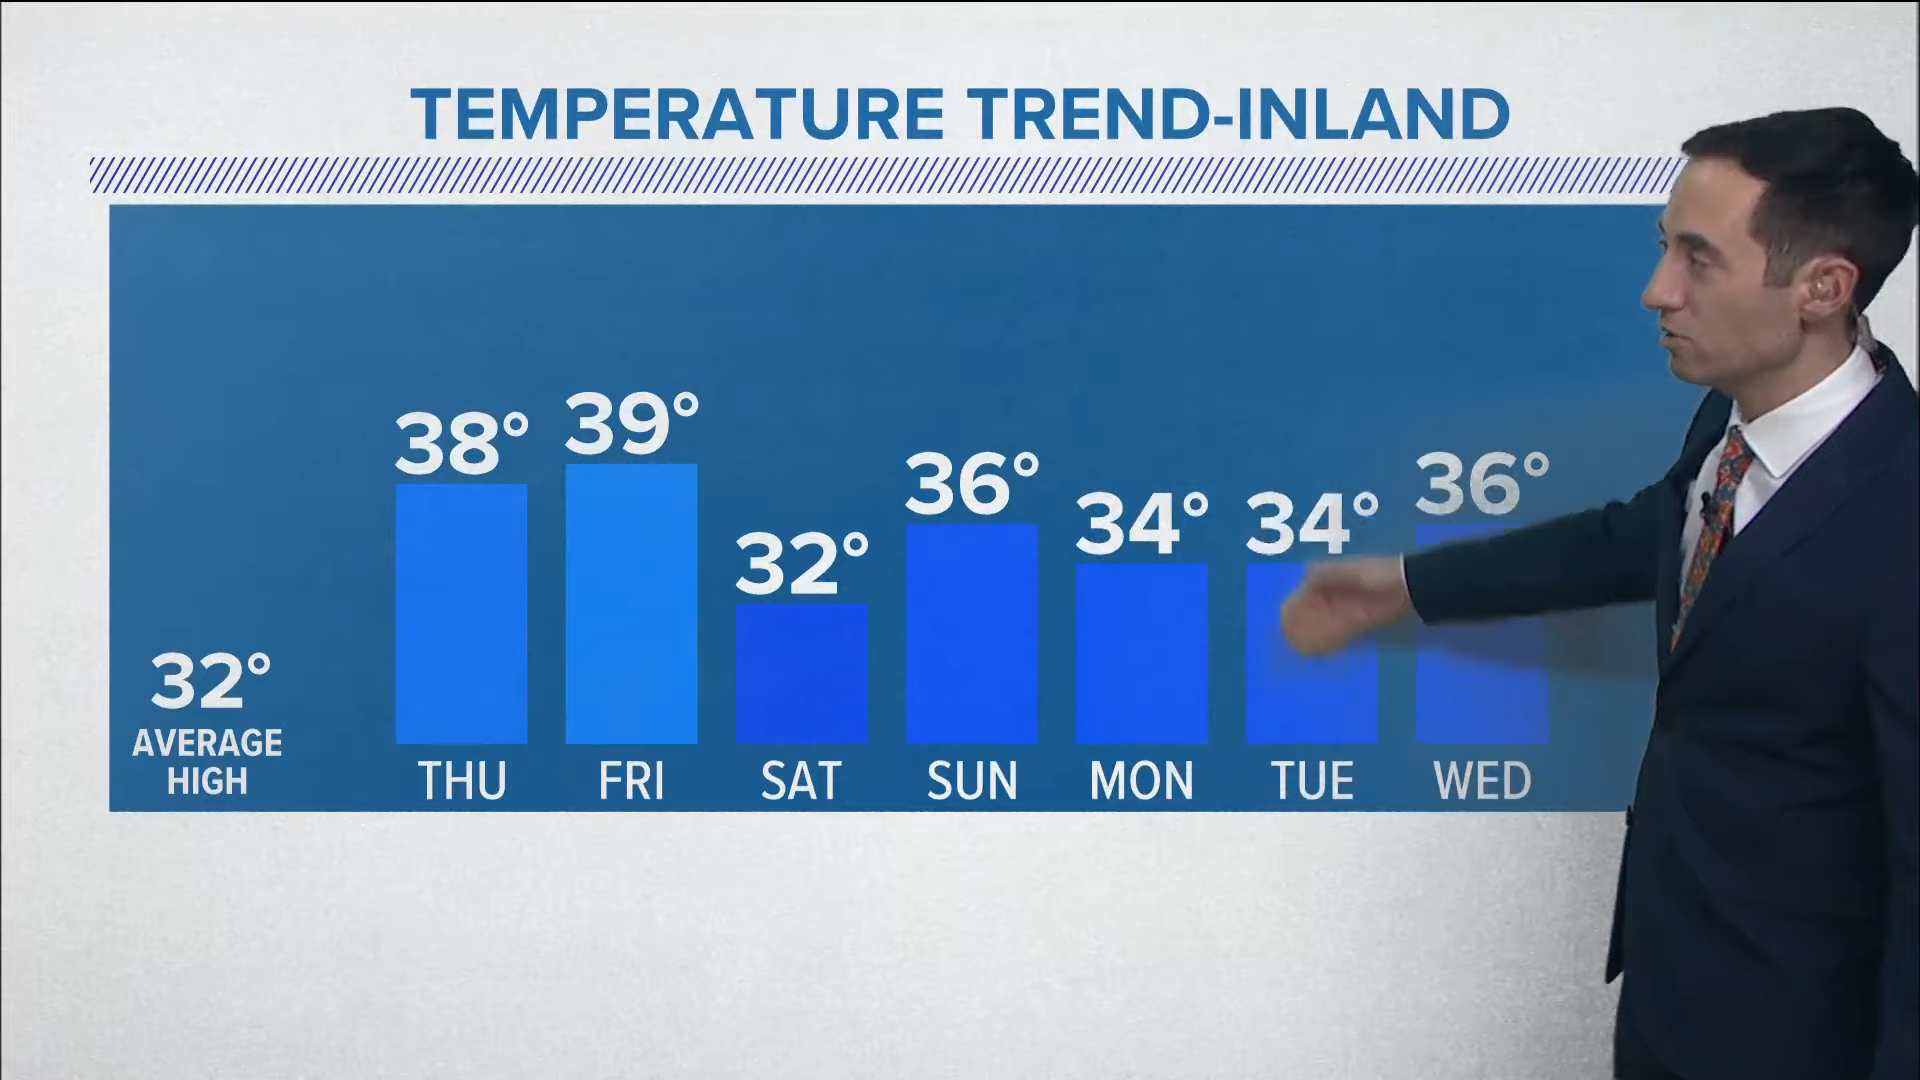 TEMPERATURE TREND-INLAND
38° 39° 32° 36° 34° 34° 36°
32°
AVERAGE
HIGH
THU FRI SAT SUN MON TUE WED